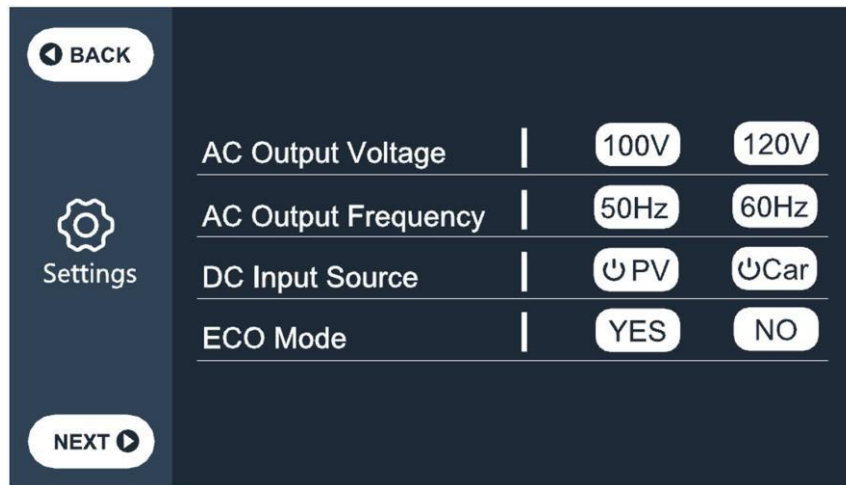 BACK
AC Output Voltage 100V 120V
AC Output Frequency 50Hz 60Hz
Settings
DC Input Source PV Car
ECO Mode YES NO
NEXT